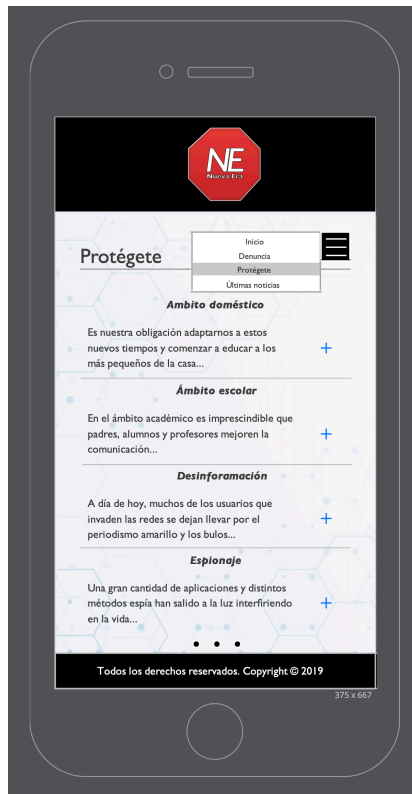 NE
Nueva Era
Protégete
Inicio
Denuncia
Protégete
Últimas noticias
Ambito doméstico
Es nuestra obligación adaptarnos a estos
nuevos tiempos y comenzar a educar a los
más pequeños de la casa...
+
Ámbito escolar
En el ámbito académico es imprescindible que
padres, alumnos y profesores mejoren la
comunicación...
+
Desinforamación
A día de hoy, muchos de los usuarios que
invaden las redes se dejan llevar por el
periodismo amarillo y los bulos...
+
Espionaje
Una gran cantidad de aplicaciones y distintos
métodos espía han salido a la luz interfiriendo
en la vida...
+
Todos los derechos reservados. Copyright © 2019
375 x 667